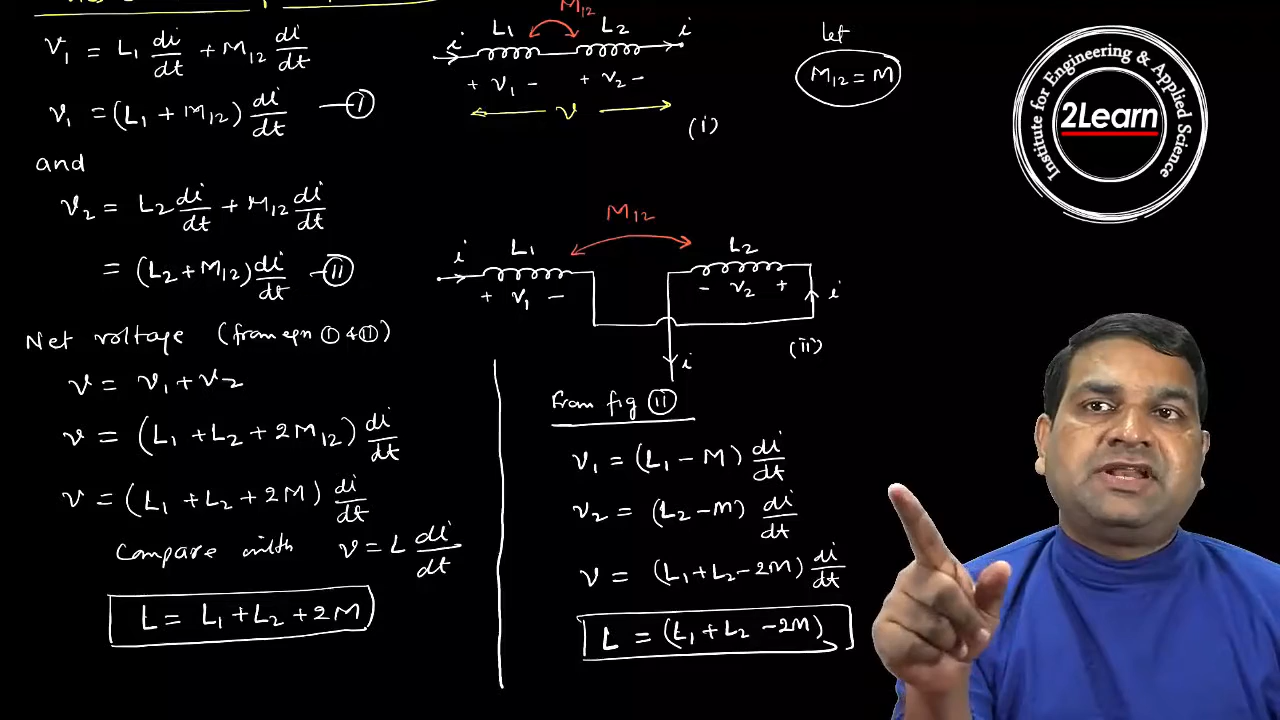 V₁ = L₁ di/dt + M₁₂ di/dt
v₁ = (L₁ + M₁₂) di/dt —Ⓘ
and
v₂ = L₂ di/dt + M₁₂ di/dt
= (L₂ + M₁₂) di/dt —Ⓘⓘ
Net voltage (from eqn Ⓘ & Ⓘⓘ)
v = v₁ + v₂
v = (L₁ + L₂ + 2M₁₂) di/dt
v = (L₁ + L₂ + 2M) di/dt
Compare with v = L di/dt
L = L₁ + L₂ + 2M
M₁₂
i L₁ L₂ i
+ v₁ - + v₂ -
v
(i)
let
M₁₂ = M
M₁₂
i L₁ L₂
+ v₁ - - v₂ + i
i
(ii)
From fig Ⓘⓘ
v₁ = (L₁ - M) di/dt
v₂ = (L₂ - M) di/dt
v = (L₁ + L₂ - 2M) di/dt
L = (L₁ + L₂ - 2M)
Institute for Engineering & Applied Science
2Learn